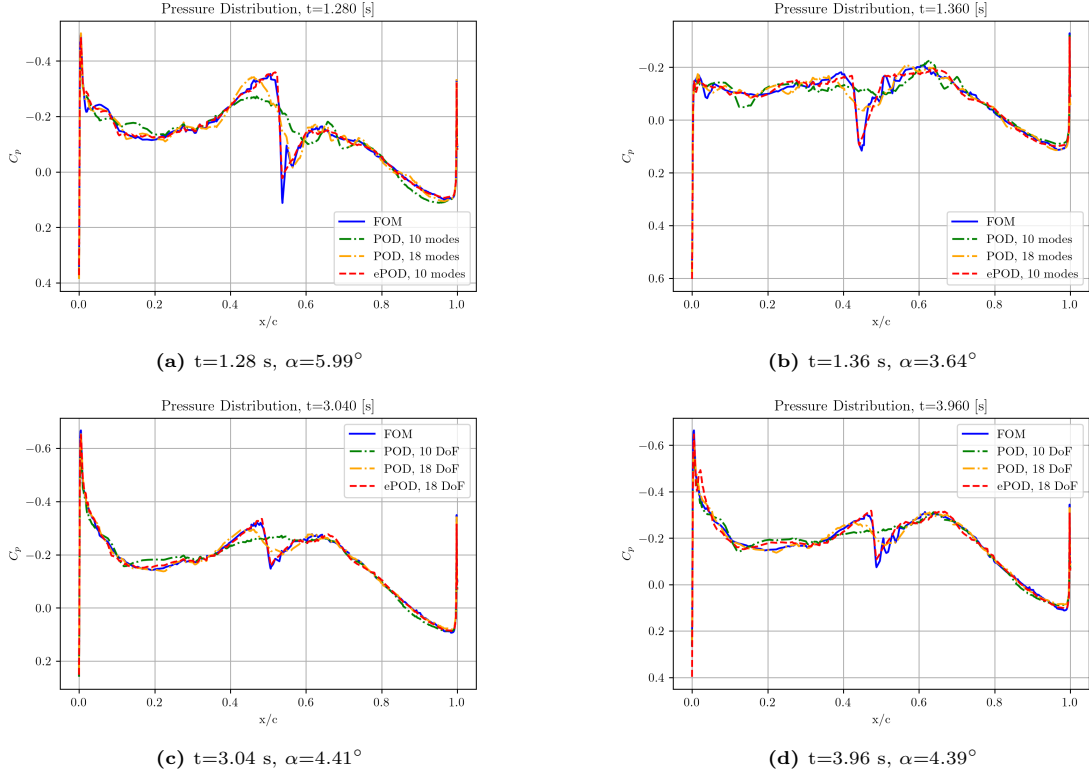 Pressure Distribution, t=1.280 [s]
−0.4
−0.2
0.0
0.2
0.4
C_p
0.0 0.2 0.4 0.6 0.8 1.0
x/c
FOM
POD, 10 modes
POD, 18 modes
ePOD, 10 modes
(a) t=1.28 s, α=5.99°
Pressure Distribution, t=1.360 [s]
−0.2
0.0
0.2
0.4
0.6
C_p
0.0 0.2 0.4 0.6 0.8 1.0
x/c
FOM
POD, 10 modes
POD, 18 modes
ePOD, 10 modes
(b) t=1.36 s, α=3.64°
Pressure Distribution, t=3.040 [s]
−0.6
−0.4
−0.2
0.0
0.2
C_p
0.0 0.2 0.4 0.6 0.8 1.0
x/c
FOM
POD, 10 DoF
POD, 18 DoF
ePOD, 18 DoF
(c) t=3.04 s, α=4.41°
Pressure Distribution, t=3.960 [s]
−0.6
−0.4
−0.2
0.0
0.2
0.4
C_p
0.0 0.2 0.4 0.6 0.8 1.0
x/c
FOM
POD, 10 DoF
POD, 18 DoF
ePOD, 18 DoF
(d) t=3.96 s, α=4.39°